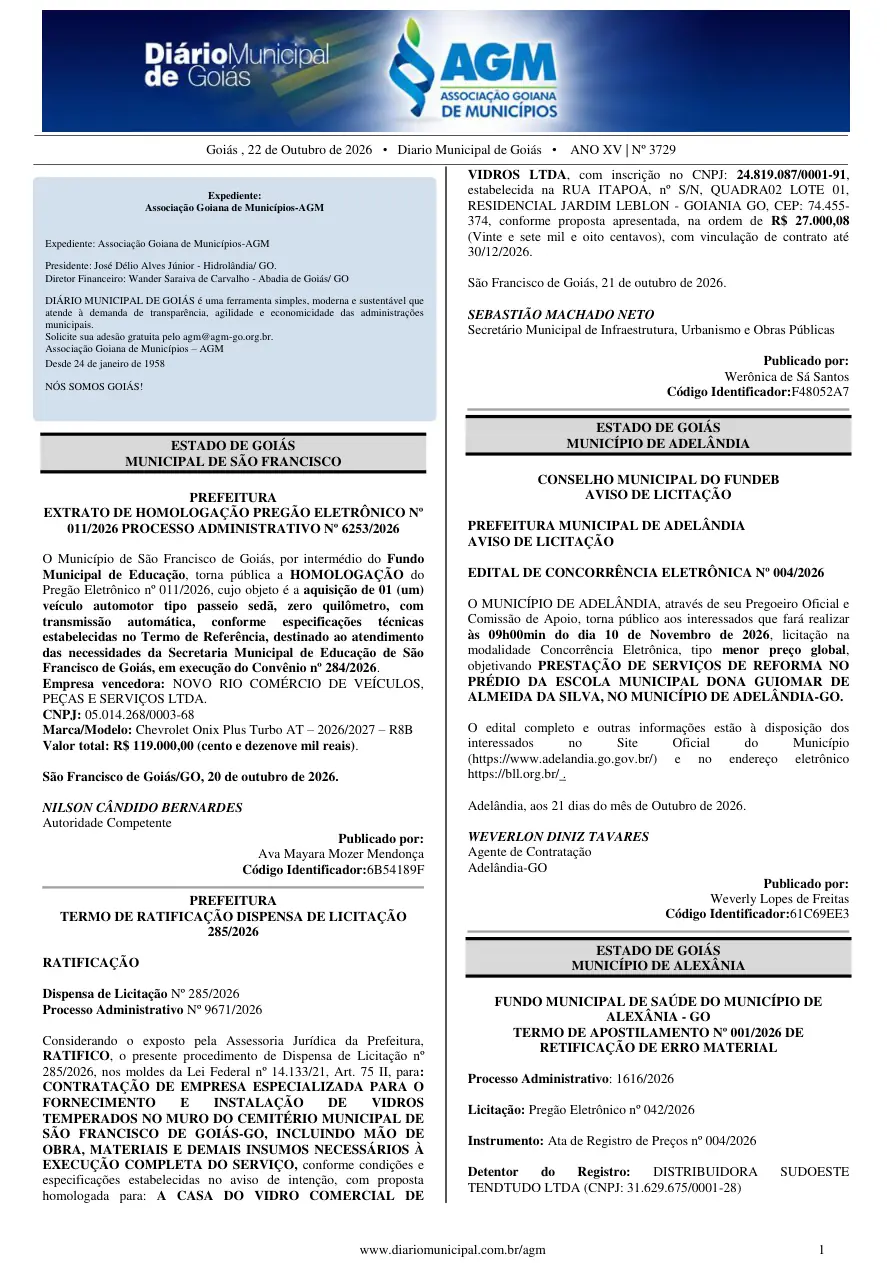 DiárioMunicipal
de Goiás
AGM
ASSOCIAÇÃO GOIANA
DE MUNICÍPIOS
Goiás , 22 de Outubro de 2026 • Diario Municipal de Goiás • ANO XV | Nº 3729
Expediente:
Associação Goiana de Municípios-AGM
Expediente: Associação Goiana de Municípios-AGM
Presidente: José Délio Alves Júnior - Hidrolândia/ GO.
Diretor Financeiro: Wander Saraiva de Carvalho - Abadia de Goiás/ GO
DIÁRIO MUNICIPAL DE GOIÁS é uma ferramenta simples, moderna e sustentável que
atende à demanda de transparência, agilidade e economicidade das administrações
municipais.
Solicite sua adesão gratuita pelo agm@agm-go.org.br.
Associação Goiana de Municípios – AGM
Desde 24 de janeiro de 1958
NÓS SOMOS GOIÁS!
ESTADO DE GOIÁS
MUNICIPAL DE SÃO FRANCISCO
PREFEITURA
EXTRATO DE HOMOLOGAÇÃO PREGÃO ELETRÔNICO Nº
011/2026 PROCESSO ADMINISTRATIVO Nº 6253/2026
O Município de São Francisco de Goiás, por intermédio do Fundo
Municipal de Educação, torna pública a HOMOLOGAÇÃO do
Pregão Eletrônico nº 011/2026, cujo objeto é a aquisição de 01 (um)
veículo automotor tipo passeio sedã, zero quilômetro, com
transmissão automática, conforme especificações técnicas
estabelecidas no Termo de Referência, destinado ao atendimento
das necessidades da Secretaria Municipal de Educação de São
Francisco de Goiás, em execução do Convênio nº 284/2026.
Empresa vencedora: NOVO RIO COMÉRCIO DE VEÍCULOS,
PEÇAS E SERVIÇOS LTDA.
CNPJ: 05.014.268/0003-68
Marca/Modelo: Chevrolet Onix Plus Turbo AT – 2026/2027 – R8B
Valor total: R$ 119.000,00 (cento e dezenove mil reais).
São Francisco de Goiás/GO, 20 de outubro de 2026.
NILSON CÂNDIDO BERNARDES
Autoridade Competente
Publicado por:
Ava Mayara Mozer Mendonça
Código Identificador:6B54189F
PREFEITURA
TERMO DE RATIFICAÇÃO DISPENSA DE LICITAÇÃO
285/2026
RATIFICAÇÃO
Dispensa de Licitação Nº 285/2026
Processo Administrativo Nº 9671/2026
Considerando o exposto pela Assessoria Jurídica da Prefeitura,
RATIFICO, o presente procedimento de Dispensa de Licitação nº
285/2026, nos moldes da Lei Federal nº 14.133/21, Art. 75 II, para:
CONTRATAÇÃO DE EMPRESA ESPECIALIZADA PARA O
FORNECIMENTO E INSTALAÇÃO DE VIDROS
TEMPERADOS NO MURO DO CEMITÉRIO MUNICIPAL DE
SÃO FRANCISCO DE GOIÁS-GO, INCLUINDO MÃO DE
OBRA, MATERIAIS E DEMAIS INSUMOS NECESSÁRIOS À
EXECUÇÃO COMPLETA DO SERVIÇO, conforme condições e
especificações estabelecidas no aviso de intenção, com proposta
homologada para: A CASA DO VIDRO COMERCIAL DE
VIDROS LTDA, com inscrição no CNPJ: 24.819.087/0001-91,
estabelecida na RUA ITAPOA, nº S/N, QUADRA02 LOTE 01,
RESIDENCIAL JARDIM LEBLON - GOIANIA GO, CEP: 74.455-
374, conforme proposta apresentada, na ordem de R$ 27.000,08
(Vinte e sete mil e oito centavos), com vinculação de contrato até
30/12/2026.
São Francisco de Goiás, 21 de outubro de 2026.
SEBASTIÃO MACHADO NETO
Secretário Municipal de Infraestrutura, Urbanismo e Obras Públicas
Publicado por:
Werônica de Sá Santos
Código Identificador:F48052A7
ESTADO DE GOIÁS
MUNICÍPIO DE ADELÂNDIA
CONSELHO MUNICIPAL DO FUNDEB
AVISO DE LICITAÇÃO
PREFEITURA MUNICIPAL DE ADELÂNDIA
AVISO DE LICITAÇÃO
EDITAL DE CONCORRÊNCIA ELETRÔNICA Nº 004/2026
O MUNICÍPIO DE ADELÂNDIA, através de seu Pregoeiro Oficial e
Comissão de Apoio, torna público aos interessados que fará realizar
às 09h00min do dia 10 de Novembro de 2026, licitação na
modalidade Concorrência Eletrônica, tipo menor preço global,
objetivando PRESTAÇÃO DE SERVIÇOS DE REFORMA NO
PRÉDIO DA ESCOLA MUNICIPAL DONA GUIOMAR DE
ALMEIDA DA SILVA, NO MUNICÍPIO DE ADELÂNDIA-GO.
O edital completo e outras informações estão à disposição dos
interessados no Site Oficial do Município
(https://www.adelandia.go.gov.br/) e no endereço eletrônico
https://bll.org.br/ .
Adelândia, aos 21 dias do mês de Outubro de 2026.
WEVERLON DINIZ TAVARES
Agente de Contratação
Adelândia-GO
Publicado por:
Weverly Lopes de Freitas
Código Identificador:61C69EE3
ESTADO DE GOIÁS
MUNICÍPIO DE ALEXÂNIA
FUNDO MUNICIPAL DE SAÚDE DO MUNICÍPIO DE
ALEXÂNIA - GO
TERMO DE APOSTILAMENTO Nº 001/2026 DE
RETIFICAÇÃO DE ERRO MATERIAL
Processo Administrativo: 1616/2026
Licitação: Pregão Eletrônico nº 042/2026
Instrumento: Ata de Registro de Preços nº 004/2026
Detentor do Registro: DISTRIBUIDORA SUDOESTE
TENDTUDO LTDA (CNPJ: 31.629.675/0001-28)
www.diariomunicipal.com.br/agm 1